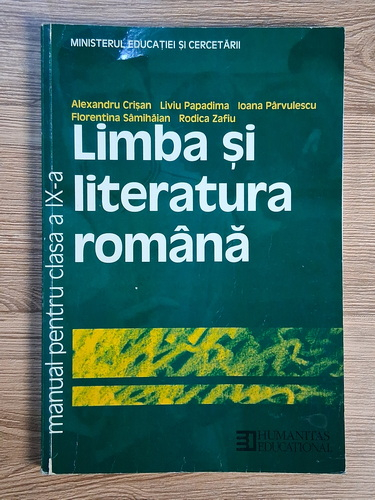 MINISTERUL EDUCAȚIEI ȘI CERCETĂRII
Alexandru Crișan Liviu Papadima Ioana Pârvulescu
Florentina Sâmihăian Rodica Zafiu
Limba și
literatura
română
manual pentru clasa a IX-a
HUMANITAS
EDUCATIONAL